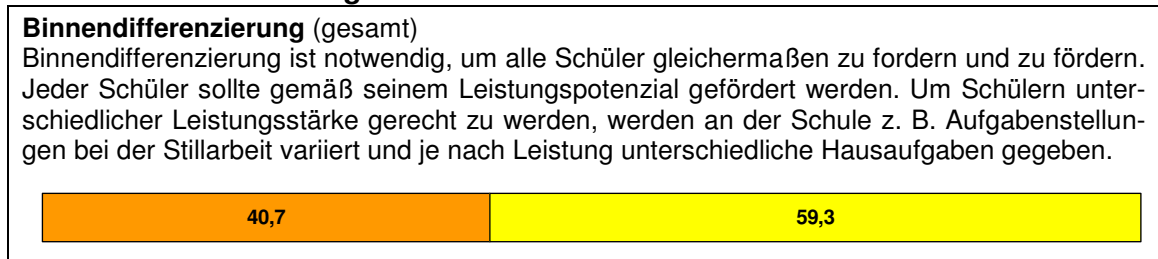 Binnendifferenzierung (gesamt)
Binnendifferenzierung ist notwendig, um alle Schüler gleichermaßen zu fordern und zu fördern.
Jeder Schüler sollte gemäß seinem Leistungspotenzial gefördert werden. Um Schülern unter-
schiedlicher Leistungsstärke gerecht zu werden, werden an der Schule z. B. Aufgabenstellun-
gen bei der Stillarbeit variiert und je nach Leistung unterschiedliche Hausaufgaben gegeben.
40,7 59,3